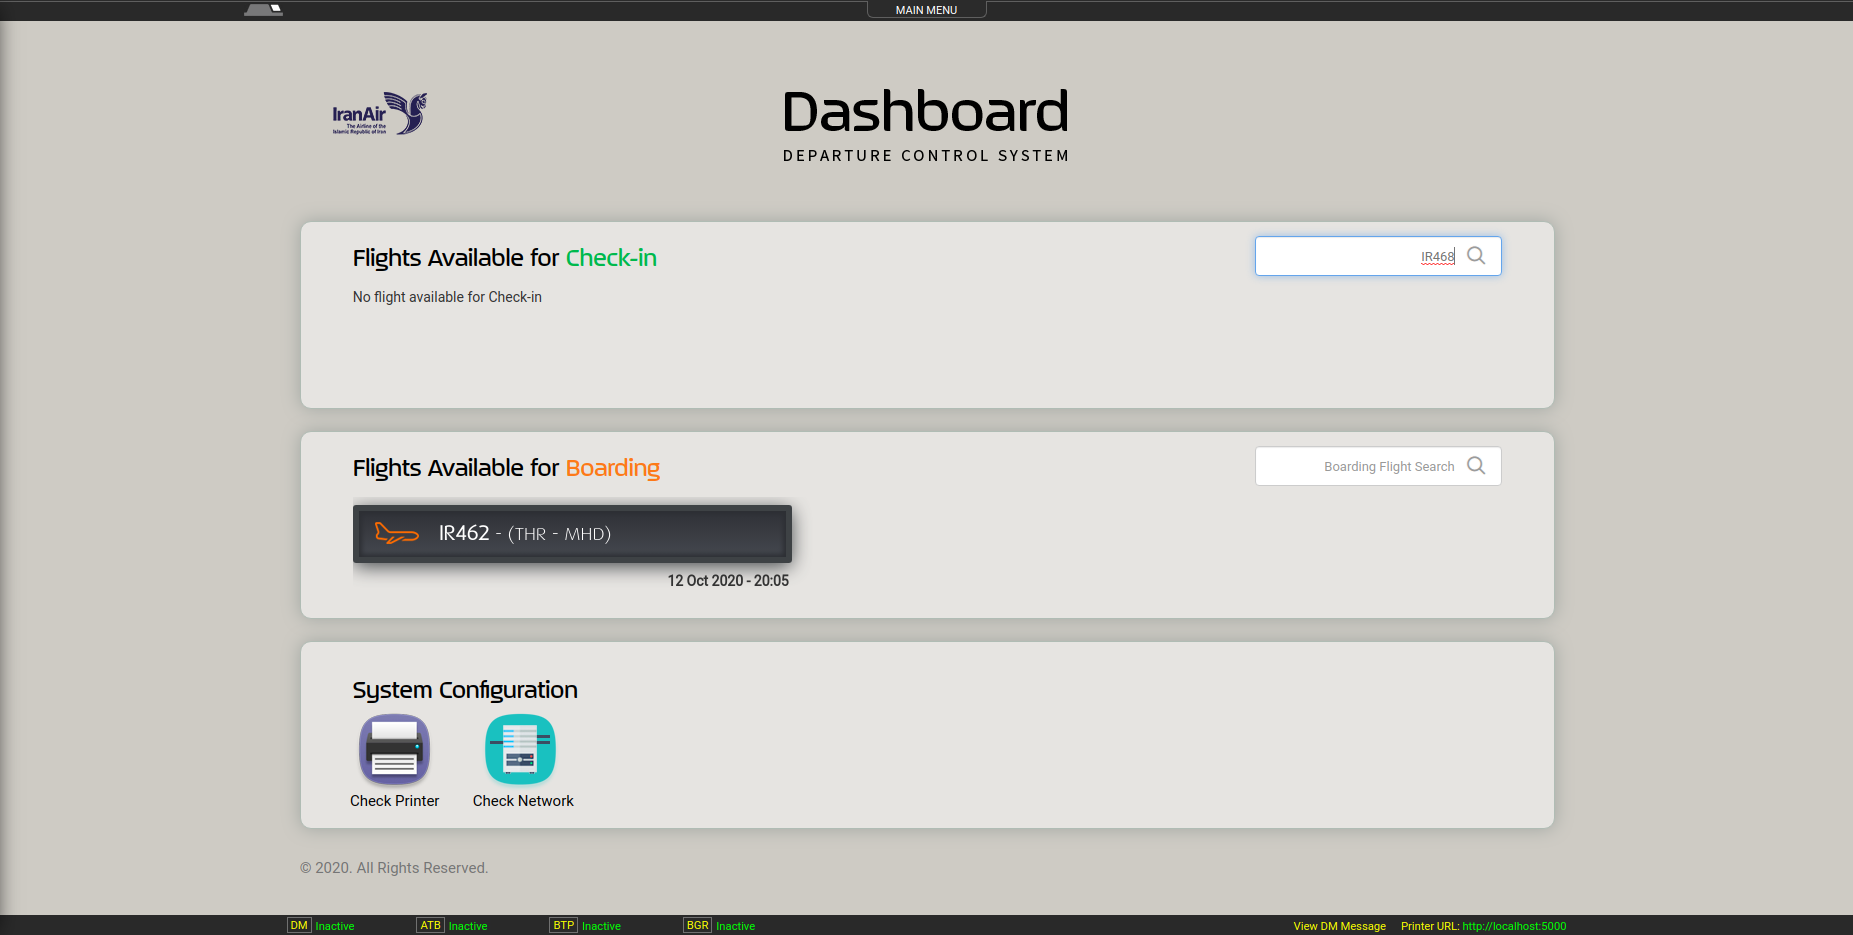 MAIN MENU
IranAir
The Airline of the
Islamic Republic of Iran
Dashboard
DEPARTURE CONTROL SYSTEM
Flights Available for Check-in
IR468
No flight available for Check-in
Flights Available for Boarding
Boarding Flight Search
IR462 - (THR - MHD)
12 Oct 2020 - 20:05
System Configuration
Check Printer
Check Network
© 2020. All Rights Reserved.
DM Inactive ATB Inactive BTP Inactive BGR Inactive View DM Message Printer URL: http://localhost:5000